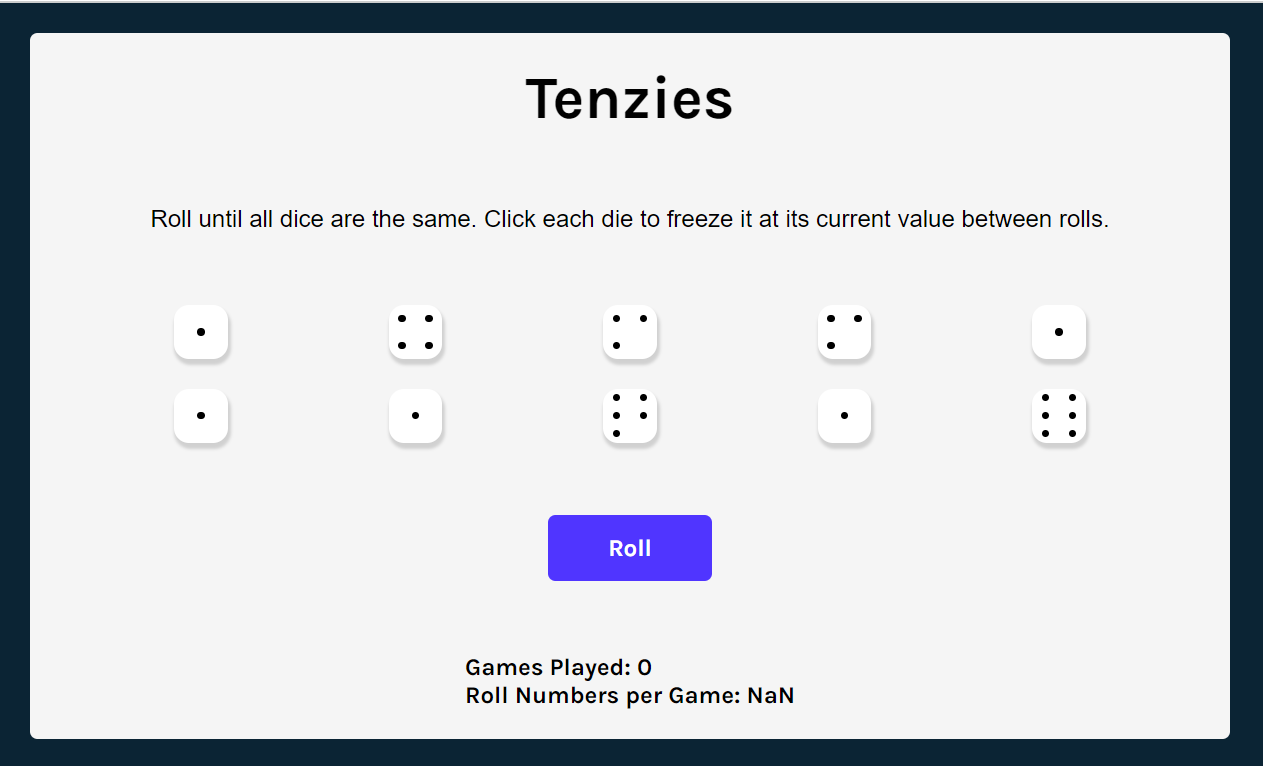 Tenzies
Roll until all dice are the same. Click each die to freeze it at its current value between rolls.
Roll
Games Played: 0
Roll Numbers per Game: NaN